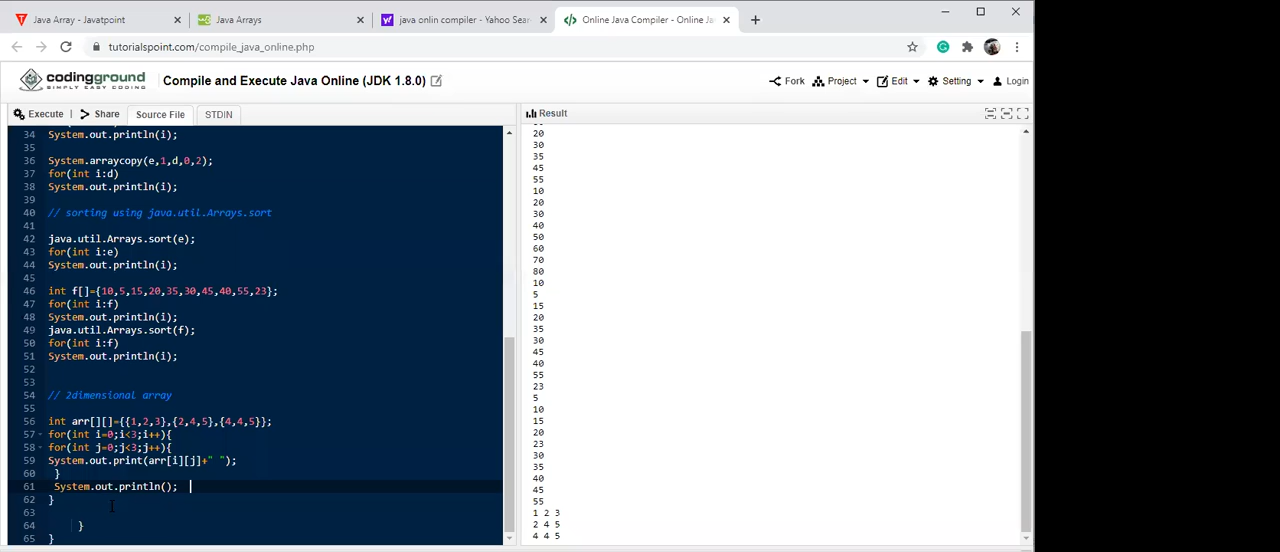 Java Array - Javatpoint
Java Arrays
java onlin compiler - Yahoo Sear
Online Java Compiler - Online Ja
tutorialspoint.com/compile_java_online.php
codingground
SIMPLY EASY CODING
Compile and Execute Java Online (JDK 1.8.0)
Fork
Project
Edit
Setting
Login
Execute | Share Source File STDIN
Result
34 System.out.println(i);
35
36 System.arraycopy(e,1,d,0,2);
37 for(int i:d)
38 System.out.println(i);
39
40 // sorting using java.util.Arrays.sort
41
42 java.util.Arrays.sort(e);
43 for(int i:e)
44 System.out.println(i);
45
46 int f[]={10,5,15,20,35,30,45,40,55,23};
47 for(int i:f)
48 System.out.println(i);
49 java.util.Arrays.sort(f);
50 for(int i:f)
51 System.out.println(i);
52
53
54 // 2dimensional array
55
56 int arr[][]={{1,2,3},{2,4,5},{4,4,5}};
57 for(int i=0;i<3;i++){
58 for(int j=0;j<3;j++){
59 System.out.print(arr[i][j]+" ");
60 }
61 System.out.println();
62 }
63
64 }
65 }
20
30
35
45
55
10
20
30
40
50
60
70
80
10
5
15
20
35
30
45
40
55
23
5
10
15
20
23
30
35
40
45
55
1 2 3
2 4 5
4 4 5